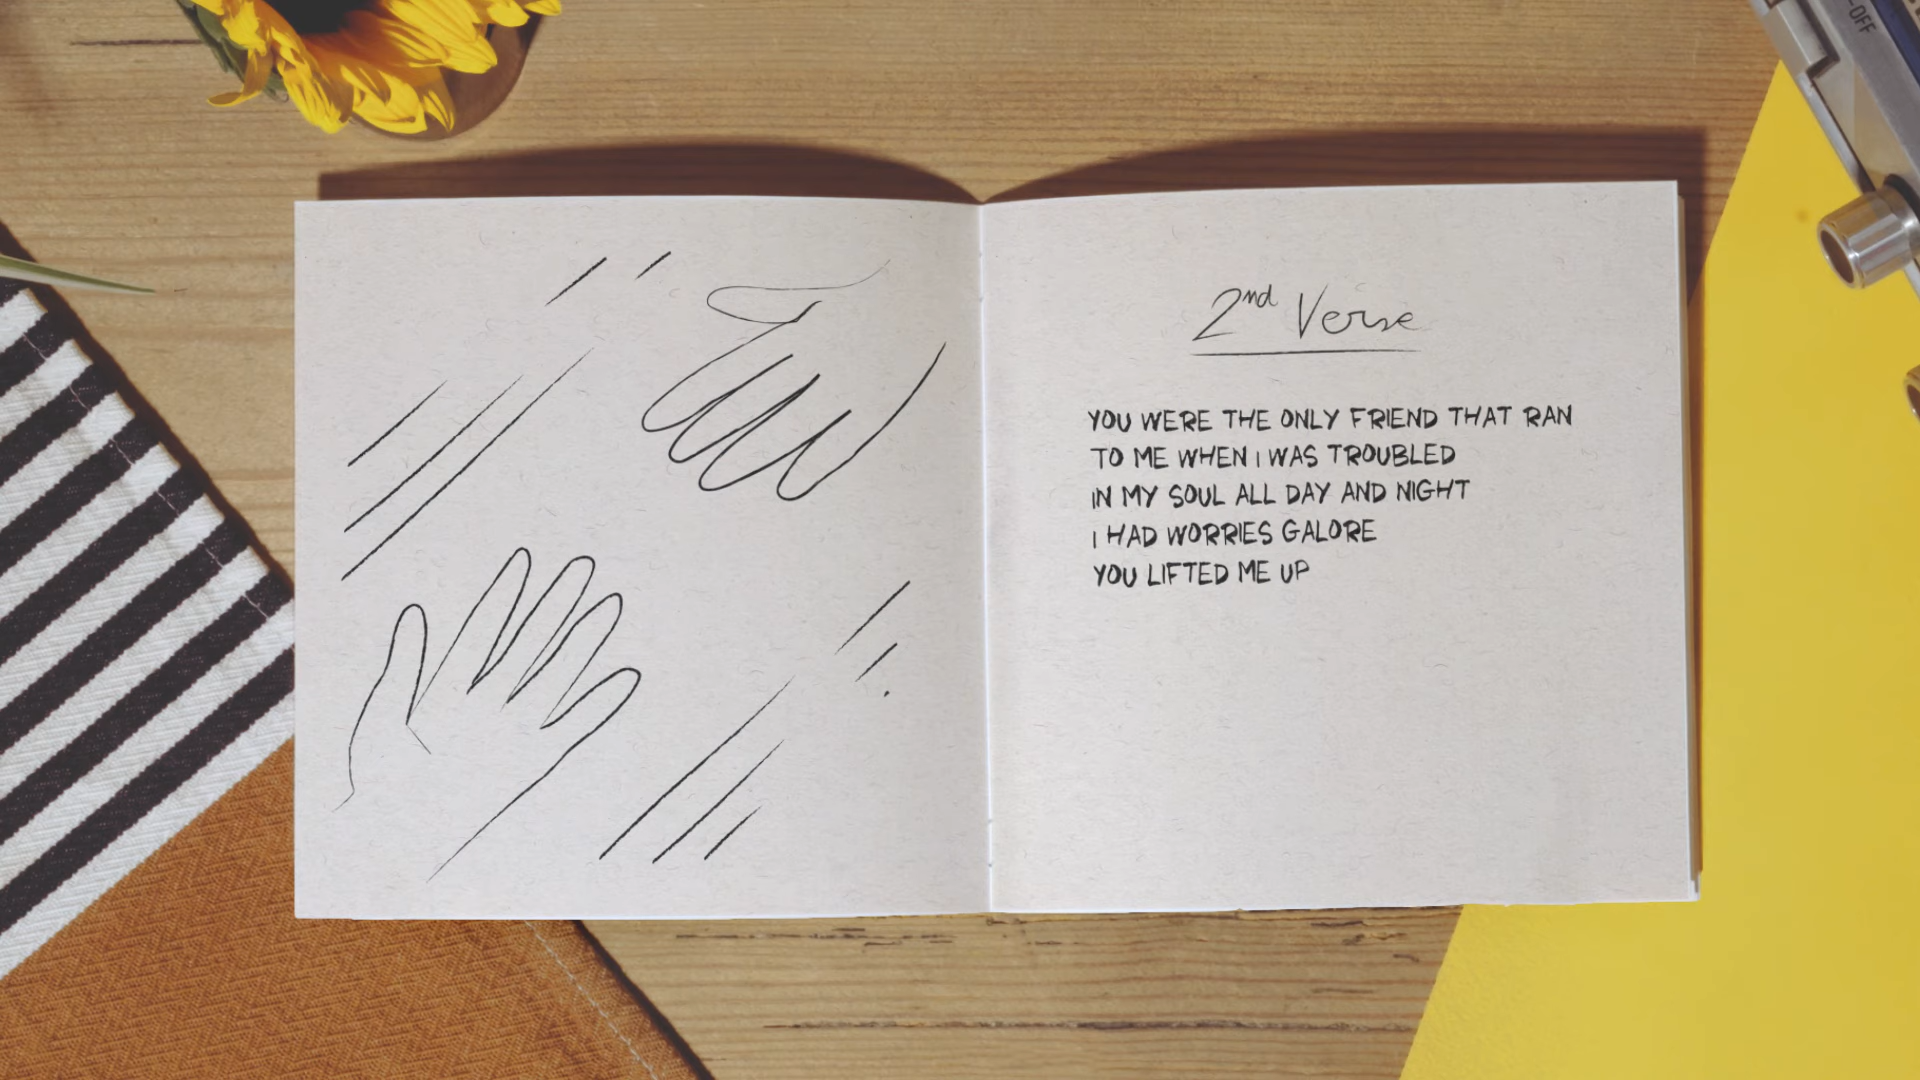 -OFF
2nd Verse
YOU WERE THE ONLY FRIEND THAT RAN
TO ME WHEN I WAS TROUBLED
IN MY SOUL ALL DAY AND NIGHT
I HAD WORRIES GALORE
YOU LIFTED ME UP